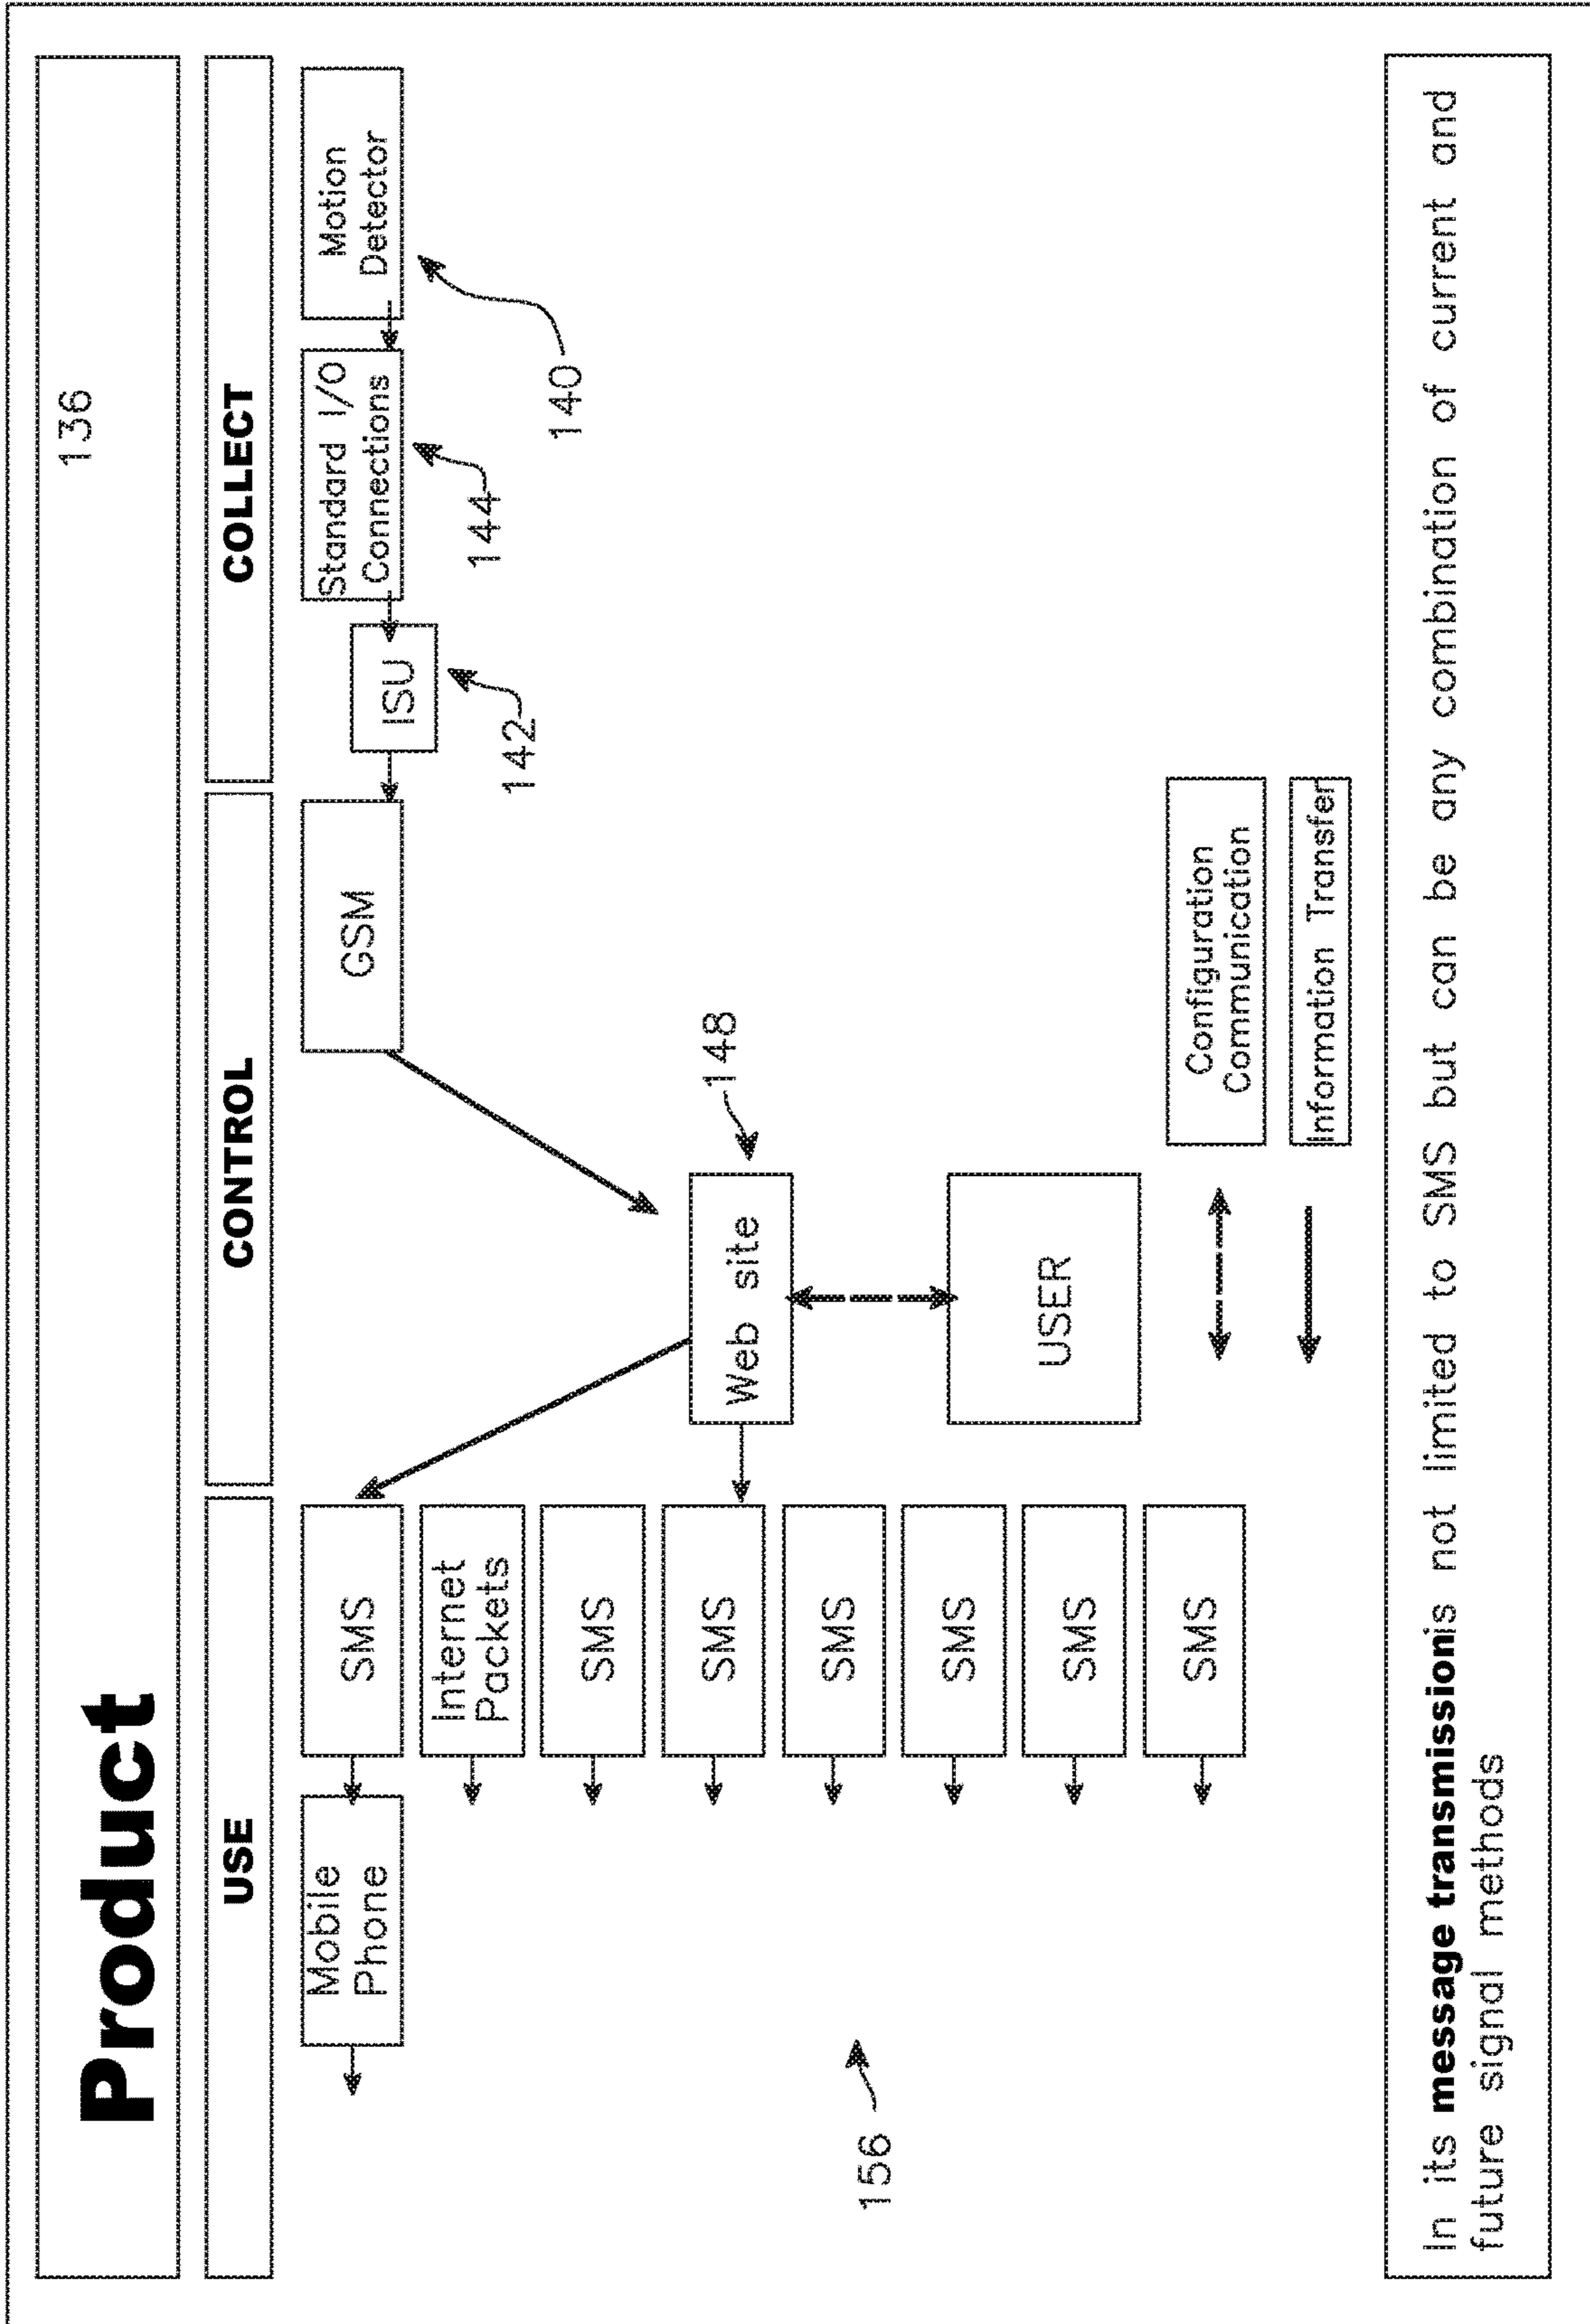 Product
136
USE
CONTROL
COLLECT
Mobile
Phone
SMS
Internet
Packets
SMS
SMS
SMS
SMS
SMS
SMS
GSM
ISU
Standard I/O
Connections
Motion
Detector
142
144
140
Web site
148
USER
156
Configuration
Communication
Information Transfer
In its message transmissionis not limited to SMS but can be any combination of current and
future signal methods